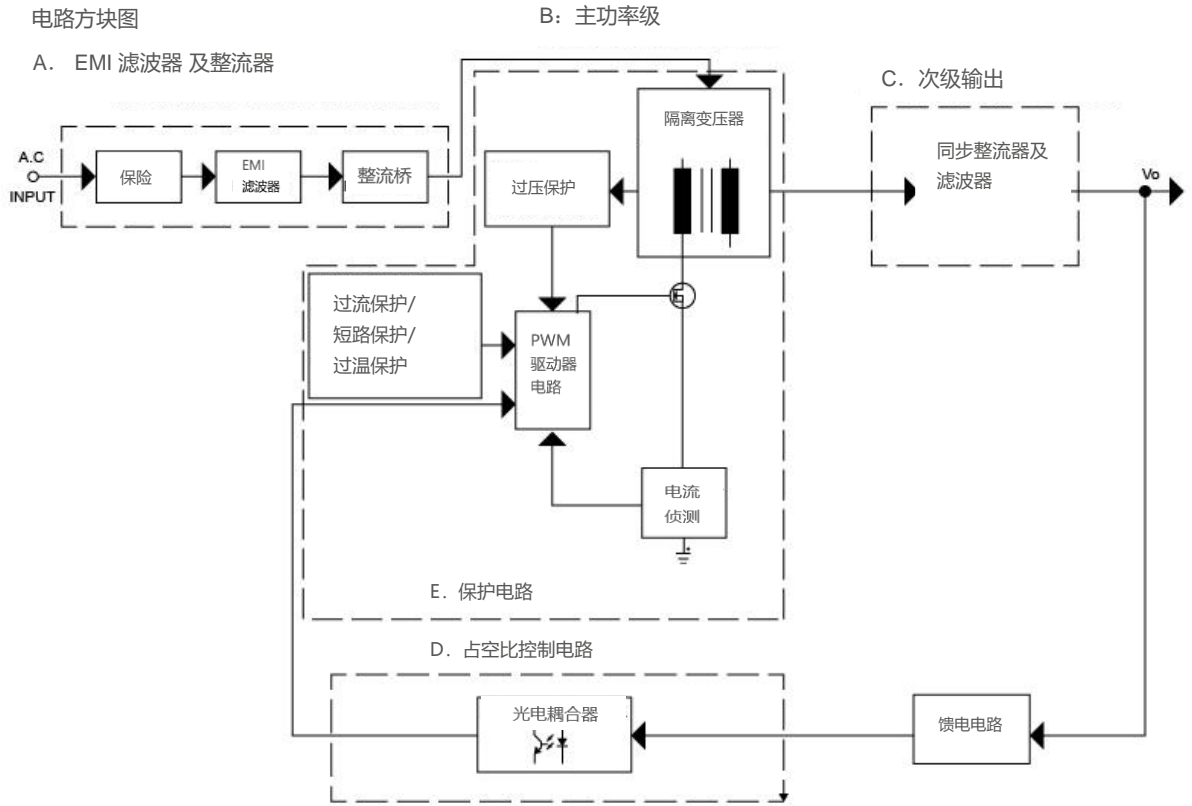 电路方块图
B：主功率级
A. EMI 滤波器 及整流器
C. 次级输出
A.C
INPUT
保险
EMI
滤波器
整流桥
过压保护
隔离变压器
同步整流器及
滤波器
Vo
过流保护/
短路保护/
过温保护
PWM
驱动器
电路
电流
侦测
E. 保护电路
D. 占空比控制电路
光电耦合器
馈电电路